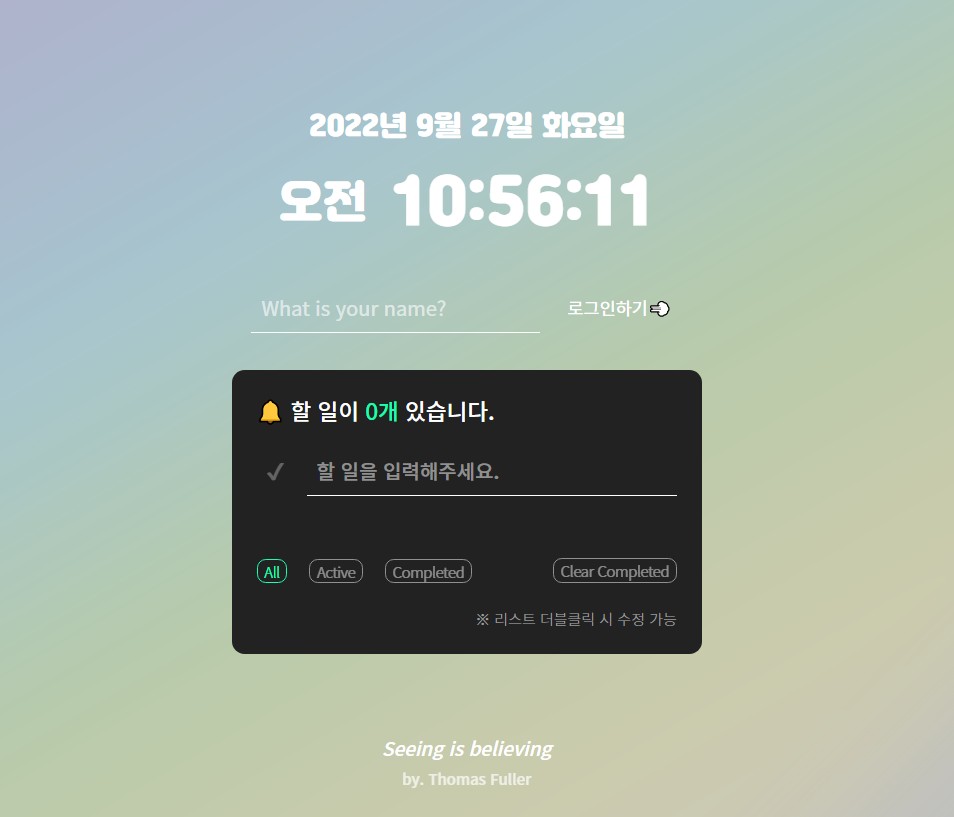 2022년 9월 27일 화요일
오전 10:56:11
What is your name? 로그인하기
할 일이 0개 있습니다.
할 일을 입력해주세요.
All Active Completed Clear Completed
※ 리스트 더블클릭 시 수정 가능
Seeing is believing
by. Thomas Fuller